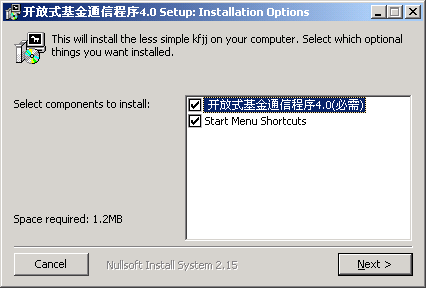 开放式基金通信程序4.0 Setup: Installation Options
This will install the less simple kfjj on your computer. Select which optional
things you want installed.
Select components to install:
开放式基金通信程序4.0(必需)
Start Menu Shortcuts
Space required: 1.2MB
Cancel
Nullsoft Install System 2.15
Next >